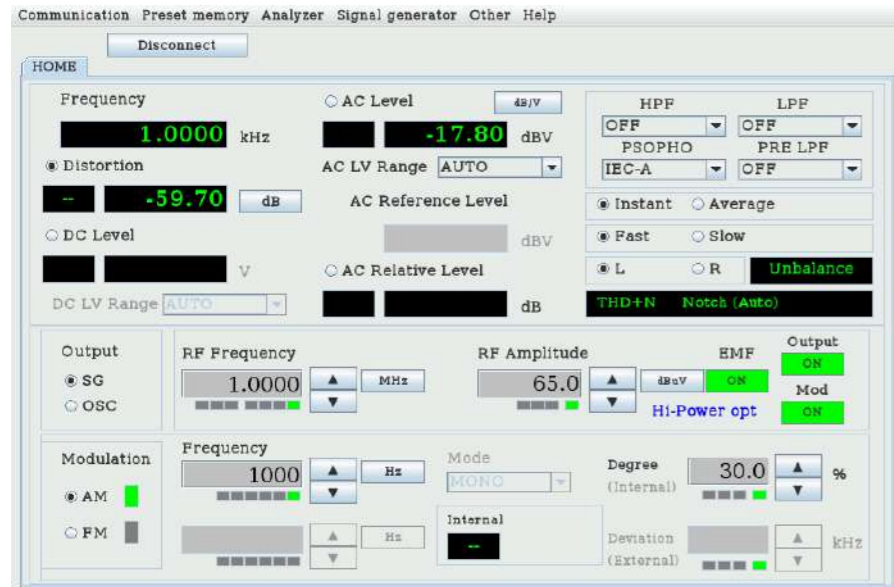 Communication Preset memory Analyzer Signal generator Other Help
Disconnect
HOME
Frequency
1.0000 kHz
Distortion
-- -59.70 dB
DC Level
V
DC LV Range AUTO
AC Level dB/V
-17.80 dBV
AC LV Range AUTO
AC Reference Level
dBV
AC Relative Level
dB
HPF LPF
OFF OFF
PSOPHO PRE LPF
IEC-A OFF
Instant Average
Fast Slow
L R Unbalance
THD+N Notch (Auto)
Output
SG
OSC
RF Frequency
1.0000 MHz
RF Amplitude
65.0 dBuV
EMF
ON
Hi-Power opt
Output
ON
Mod
ON
Modulation
AM
FM
Frequency
1000 Hz
Hz
Mode
MONO
Internal
--
Degree
(Internal)
30.0 %
Deviation
(External)
kHz